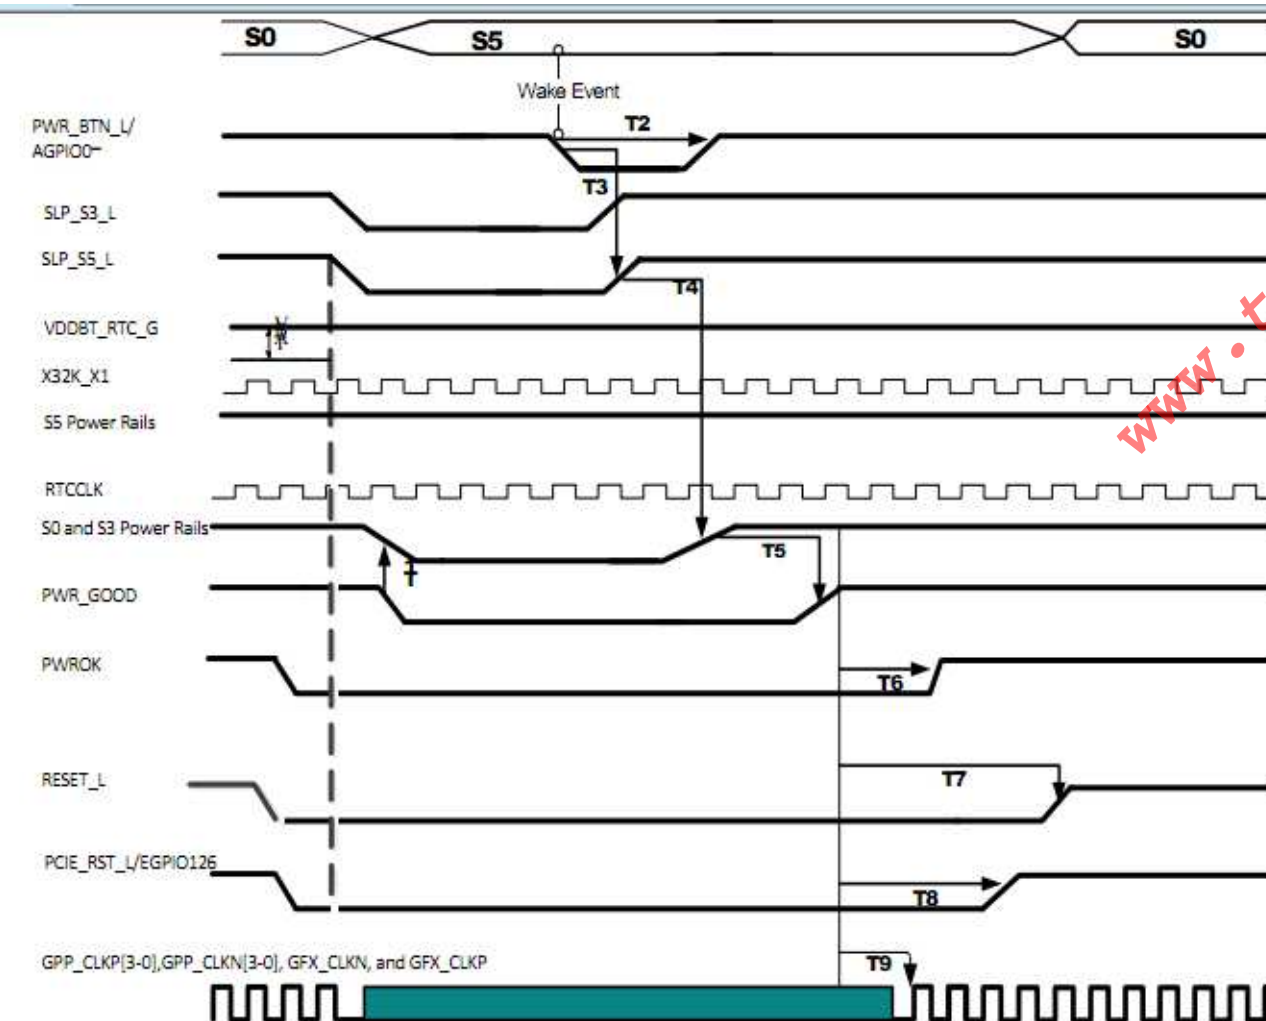 S0
S5
S0
Wake Event
PWR_BTN_L/
AGPIO0
T2
T3
SLP_S3_L
SLP_S5_L
T4
VDDBT_RTC_G
www.t
X32K_X1
S5 Power Rails
RTCCLK
S0 and S3 Power Rails
T5
PWR_GOOD
PWROK
T6
RESET_L
T7
PCIE_RST_L/EGPIO126
T8
GPP_CLKP[3-0],GPP_CLKN[3-0], GFX_CLKN, and GFX_CLKP
T9